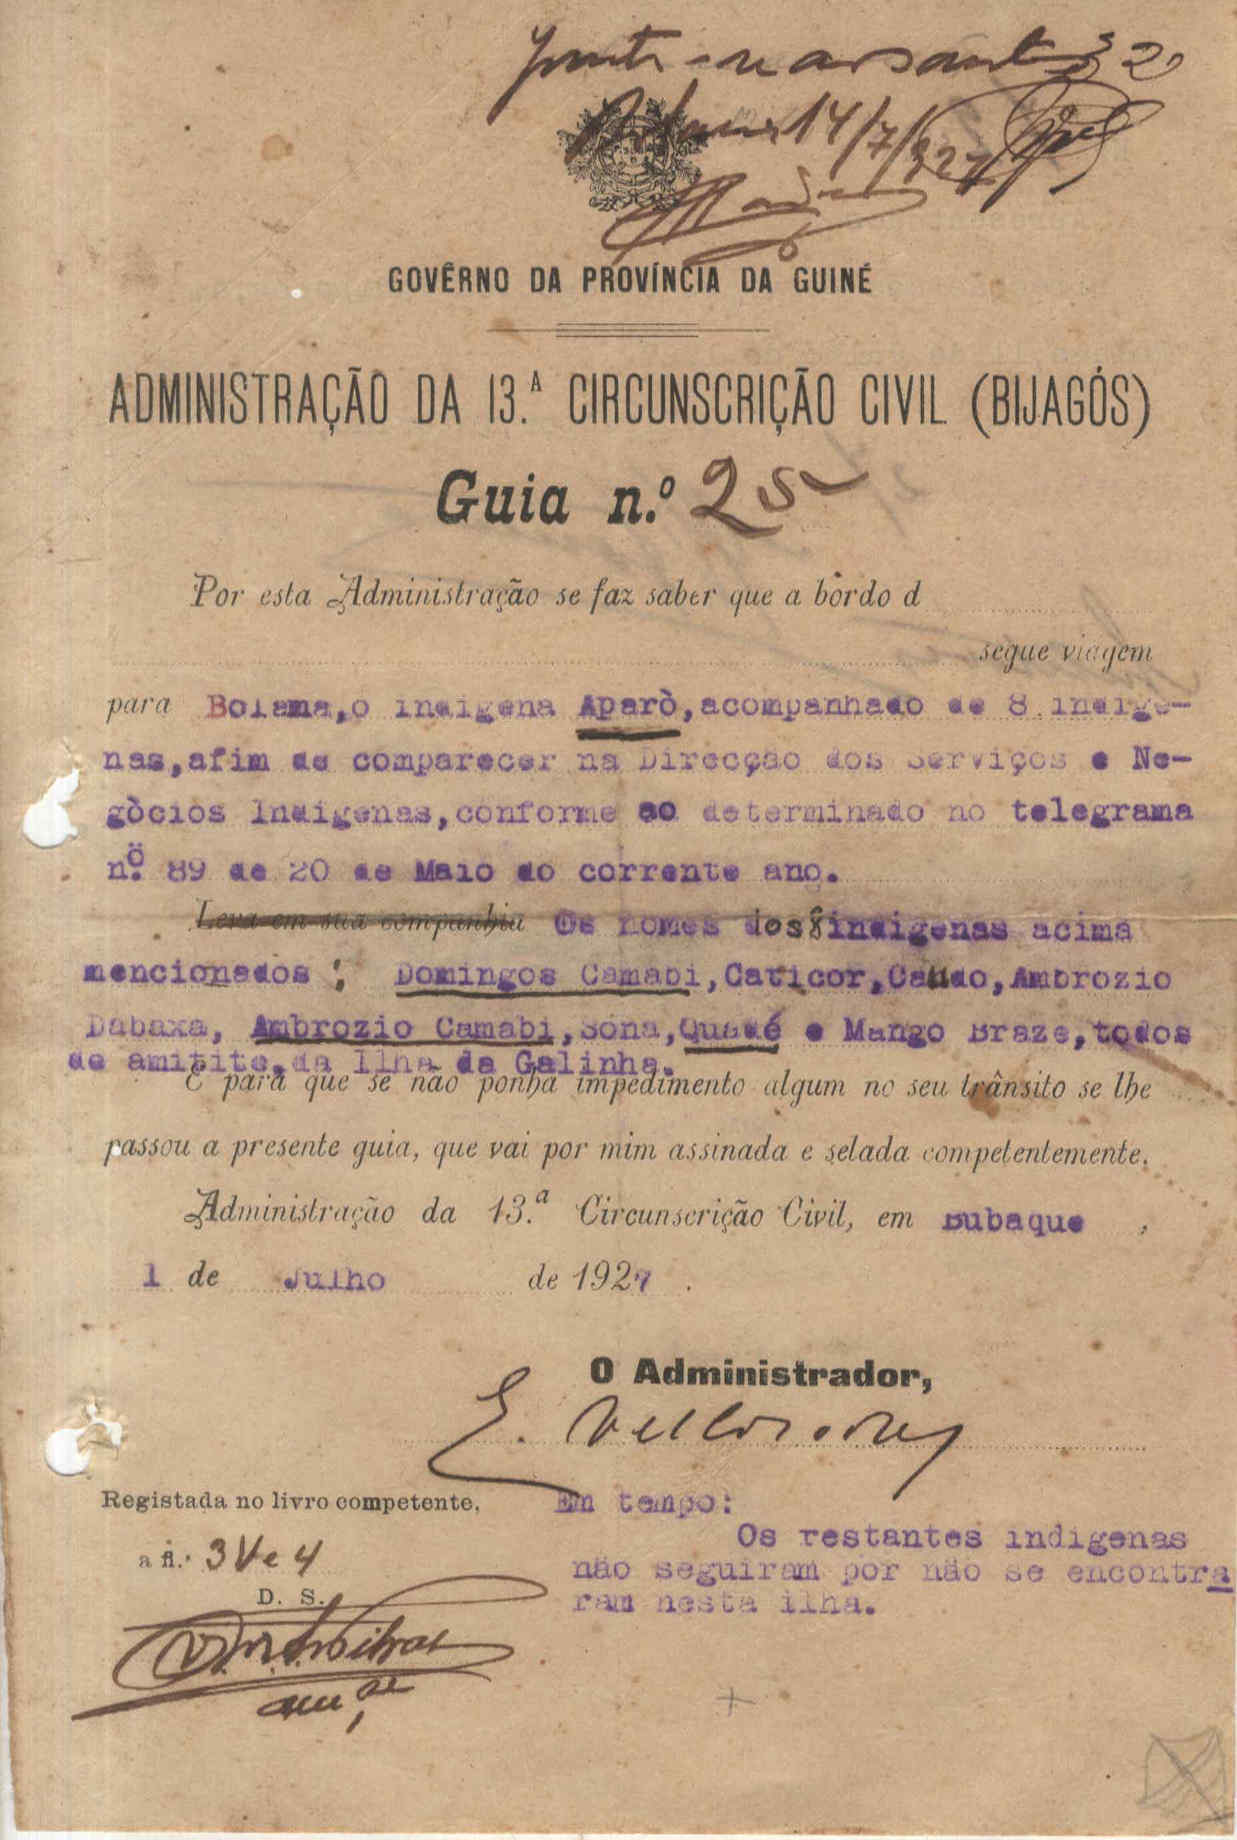 14/7/927
GOVÊRNO DA PROVÍNCIA DA GUINÉ
ADMINISTRAÇÃO DA 13.ª CIRCUNSCRIÇÃO CIVIL (BIJAGÓS)
Guia n.º 25
Por esta Administração se faz saber que a bordo d
segue viagem
para Bolama,o indigena Aparò,acompanhado de 8 indige-
nas,afim de comparecer na Direcção dos Serviços e Ne-
gòcios Indigenas,conforme ao determinado no telegrama
nº. 89 de 20 de Maio do corrente ano.
Leva em sua companhia Os nomes dos 8 indigenas acima
mencionados : Domingos Camabi,Caticor,Caudo,Ambrozio
Dabaxa, Ambrozio Camabi,Sona,Quadé e Mango Braze,todos
de amitite,da Ilha da Galinha.
E para que se não ponha impedimento algum no seu trânsito se lhe
passou a presente guia, que vai por mim assinada e selada competentemente.
Administração da 13.ª Circunscrição Civil, em Bubaque ,
1 de Julho de 1927 .
O Administrador,
Registada no livro competente,
Em tempo:
Os restantes indigenas
a fl. 3 V e 4
não seguiram por não se encontra
D. S.
ram nesta ilha.